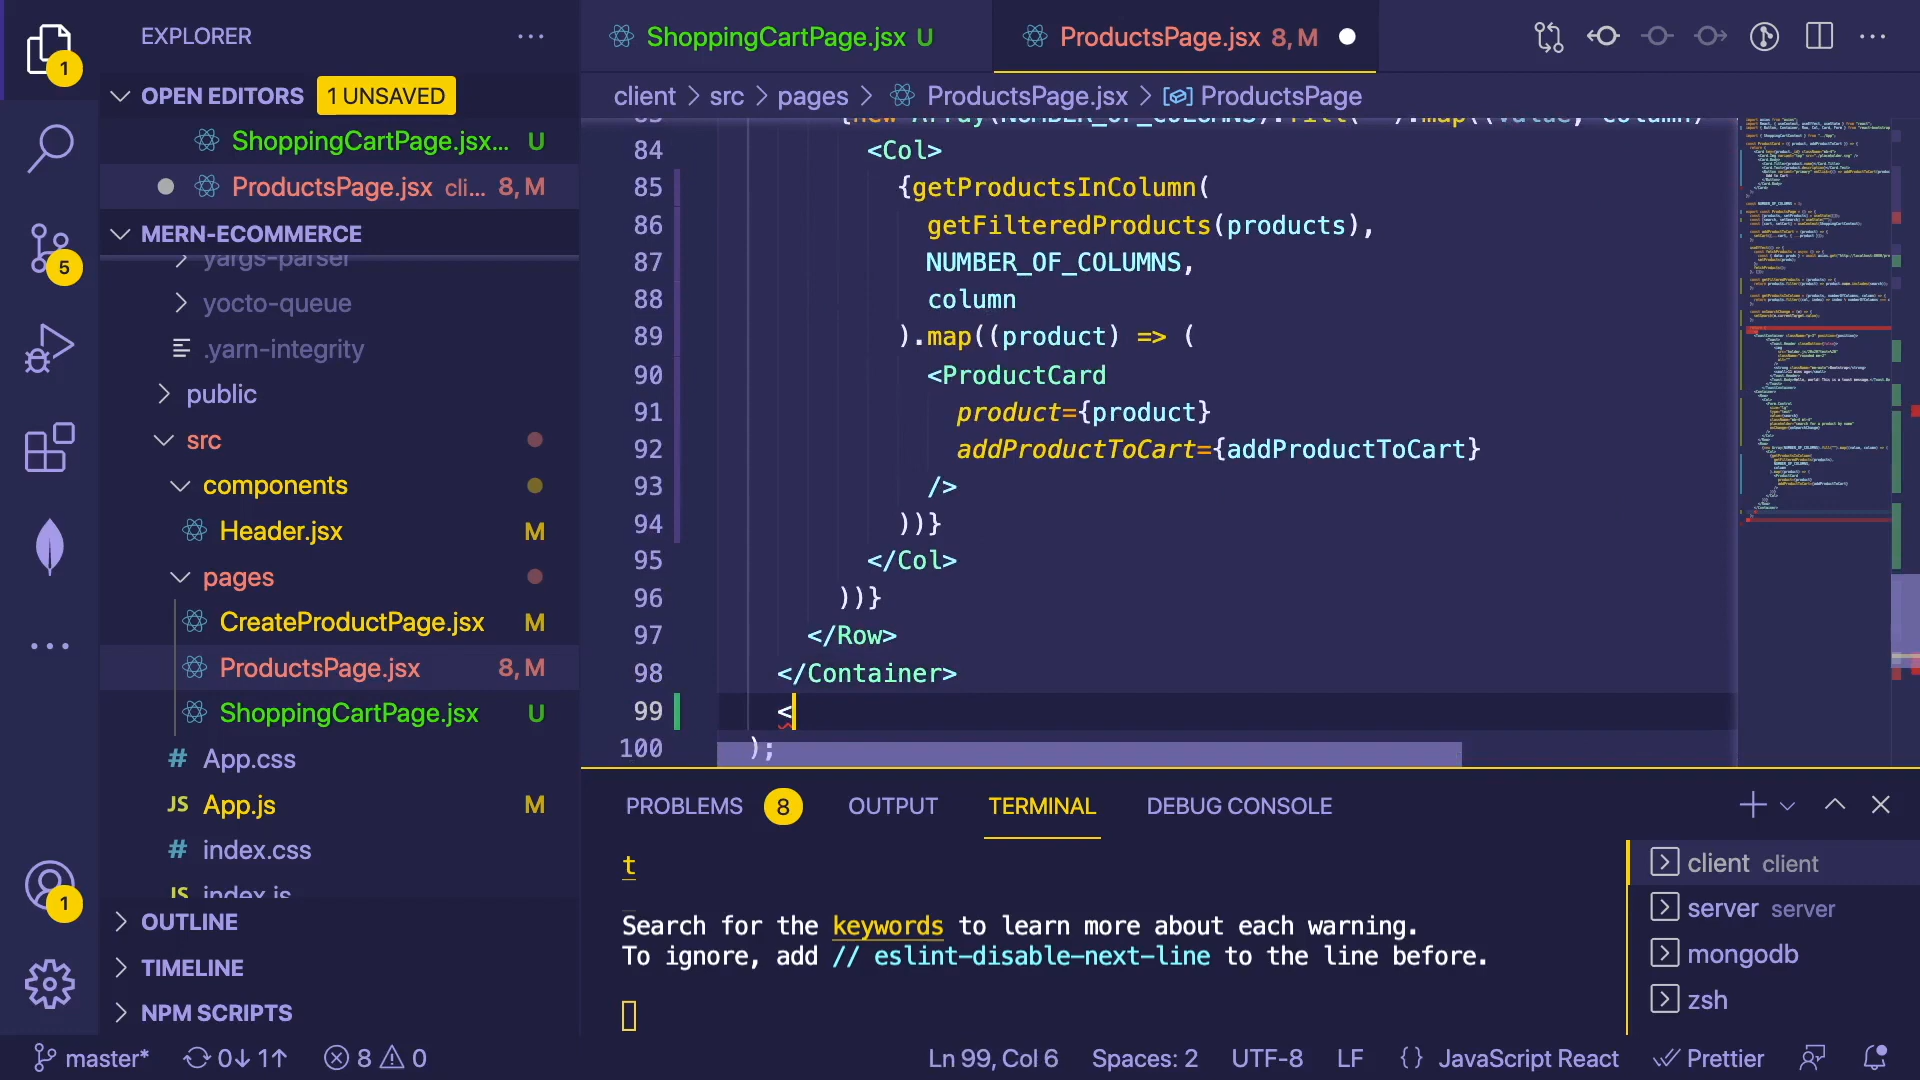 EXPLORER
1
OPEN EDITORS
1 UNSAVED
ShoppingCartPage.jsx... U
ProductsPage.jsx cli... 8, M
MERN-ECOMMERCE
yargs-parser
yocto-queue
.yarn-integrity
public
src
components
Header.jsx M
pages
CreateProductPage.jsx M
ProductsPage.jsx 8, M
ShoppingCartPage.jsx U
# App.css
JS App.js M
# index.css
JS index.js
OUTLINE
TIMELINE
NPM SCRIPTS
5
1
ShoppingCartPage.jsx U
ProductsPage.jsx 8, M
client > src > pages > ProductsPage.jsx > ProductsPage
84 <Col>
85 {getProductsInColumn(
86 getFilteredProducts(products),
87 NUMBER_OF_COLUMNS,
88 column
89 ).map((product) => (
90 <ProductCard
91 product={product}
92 addProductToCart={addProductToCart}
93 />
94 ))}
95 </Col>
96 ))}
97 </Row>
98 </Container>
99 <
100 );
PROBLEMS 8 OUTPUT TERMINAL DEBUG CONSOLE
t
Search for the keywords to learn more about each warning.
To ignore, add // eslint-disable-next-line to the line before.
client client
server server
mongodb
zsh
master* 0↓ 1↑ 8 0
Ln 99, Col 6 Spaces: 2 UTF-8 LF {} JavaScript React Prettier